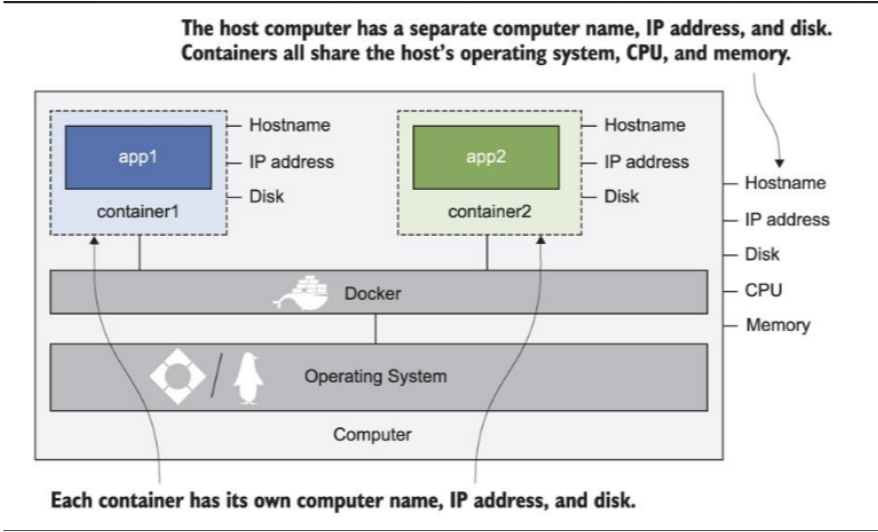 The host computer has a separate computer name, IP address, and disk.
Containers all share the host's operating system, CPU, and memory.
app1
container1
Hostname
IP address
Disk
app2
container2
Hostname
IP address
Disk
Hostname
IP address
Disk
CPU
Memory
Docker
Operating System
Computer
Each container has its own computer name, IP address, and disk.